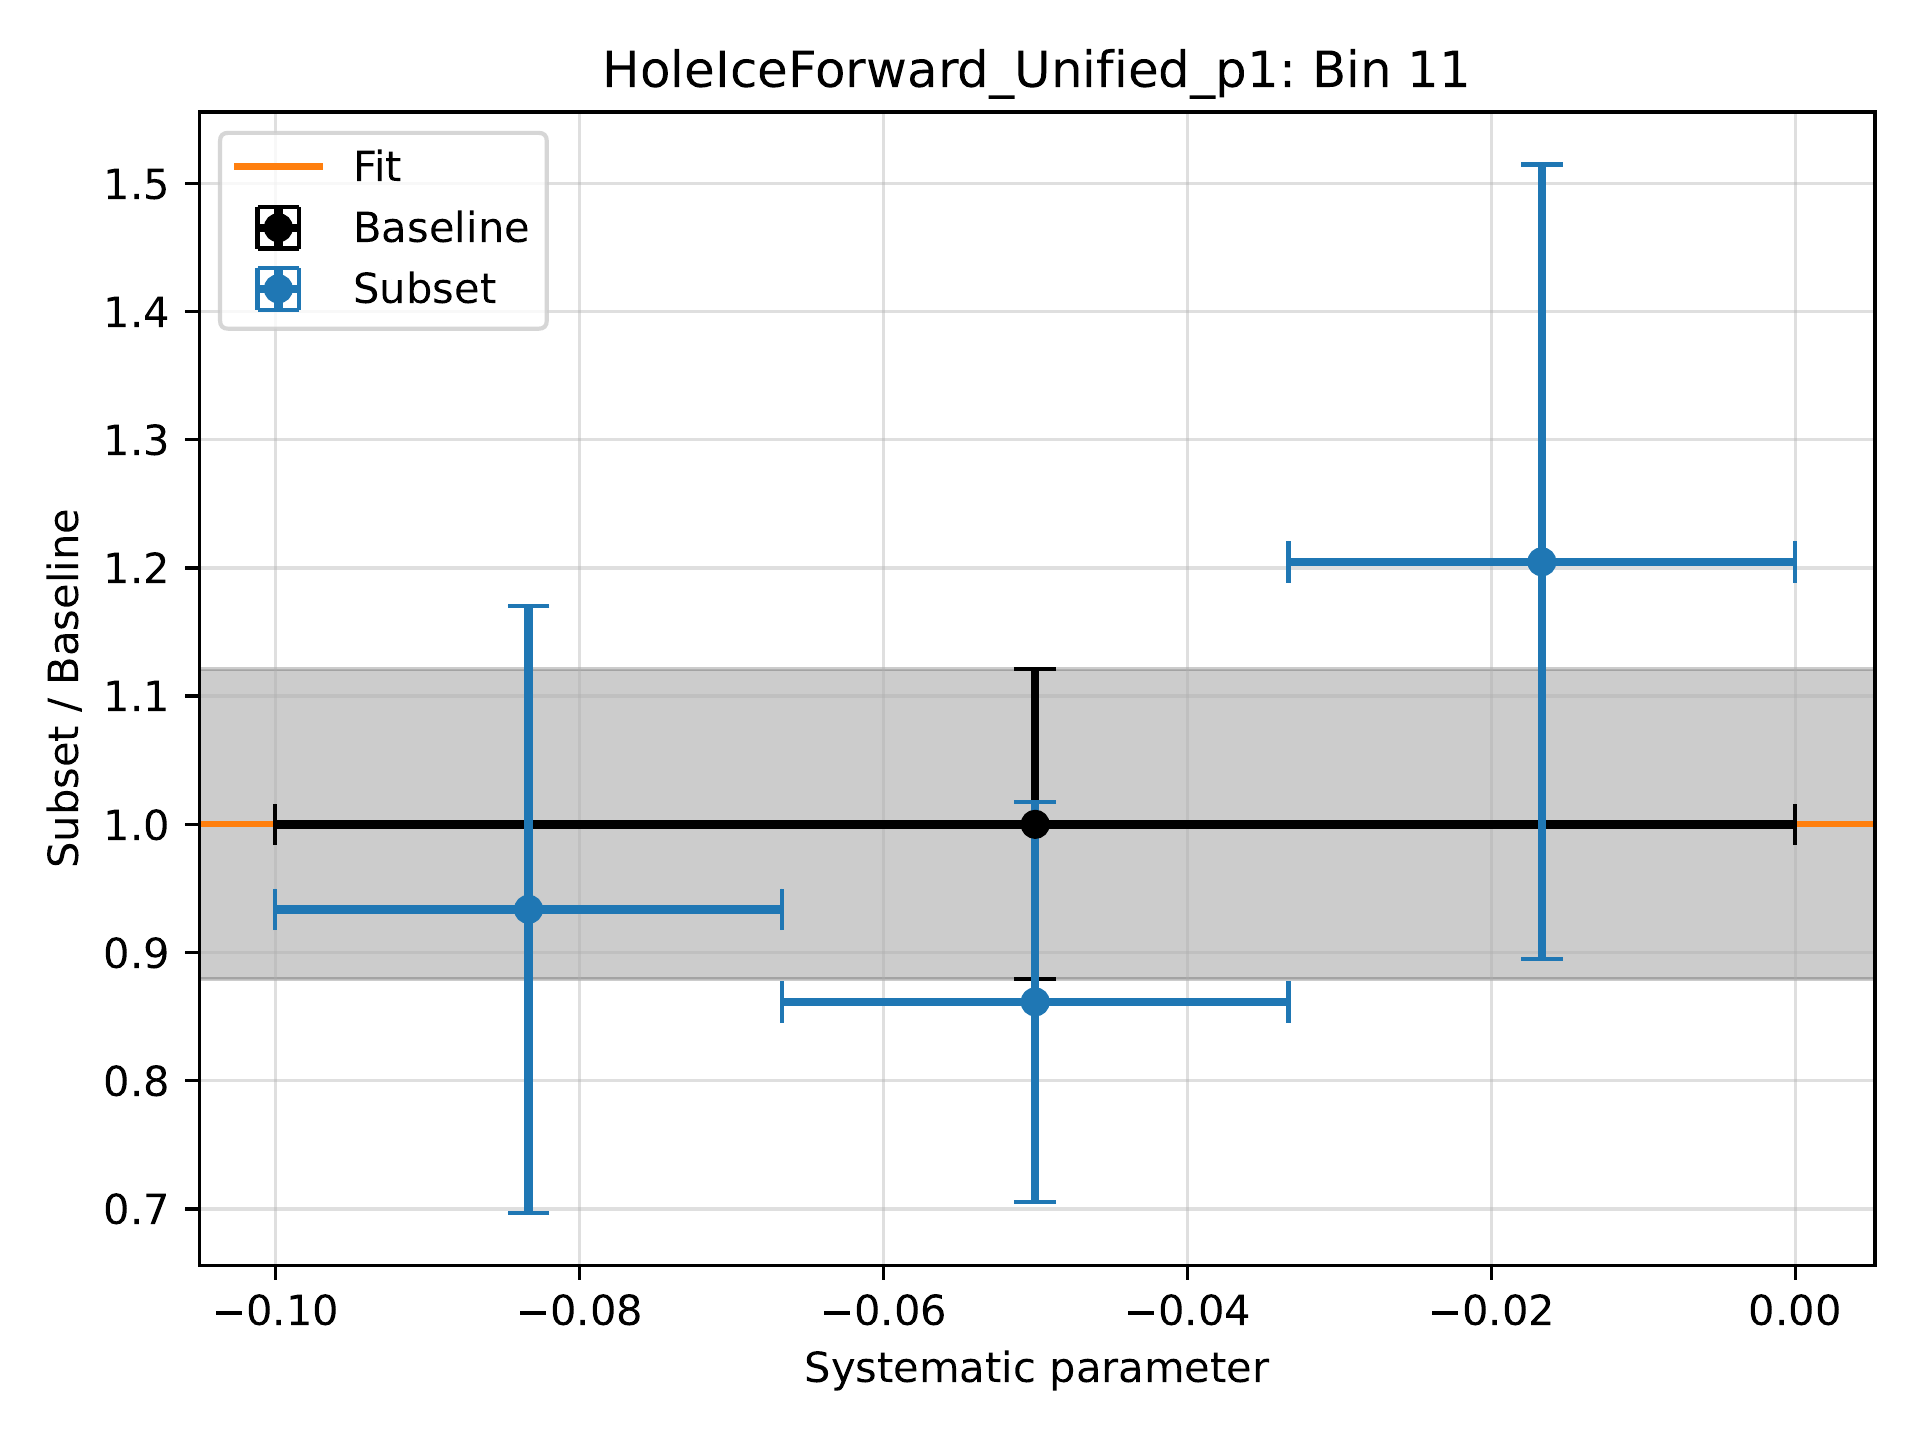 HoleIceForward_Unified_p1: Bin 11
Fit
Baseline
Subset
1.5
1.4
1.3
1.2
1.1
1.0
0.9
0.8
0.7
Subset / Baseline
−0.10 −0.08 −0.06 −0.04 −0.02 0.00
Systematic parameter